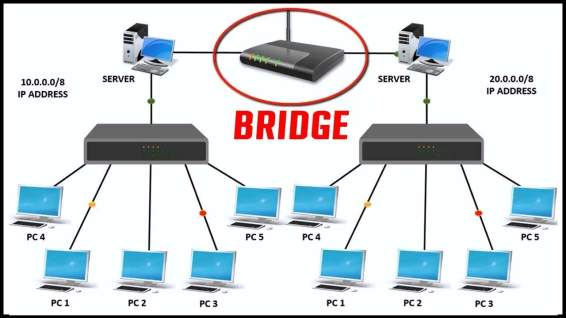 10.0.0.0/8
IP ADDRESS
SERVER
SERVER
20.0.0.0/8
IP ADDRESS
BRIDGE
PC 4
PC 5
PC 4
PC 5
PC 1
PC 2
PC 3
PC 1
PC 2
PC 3